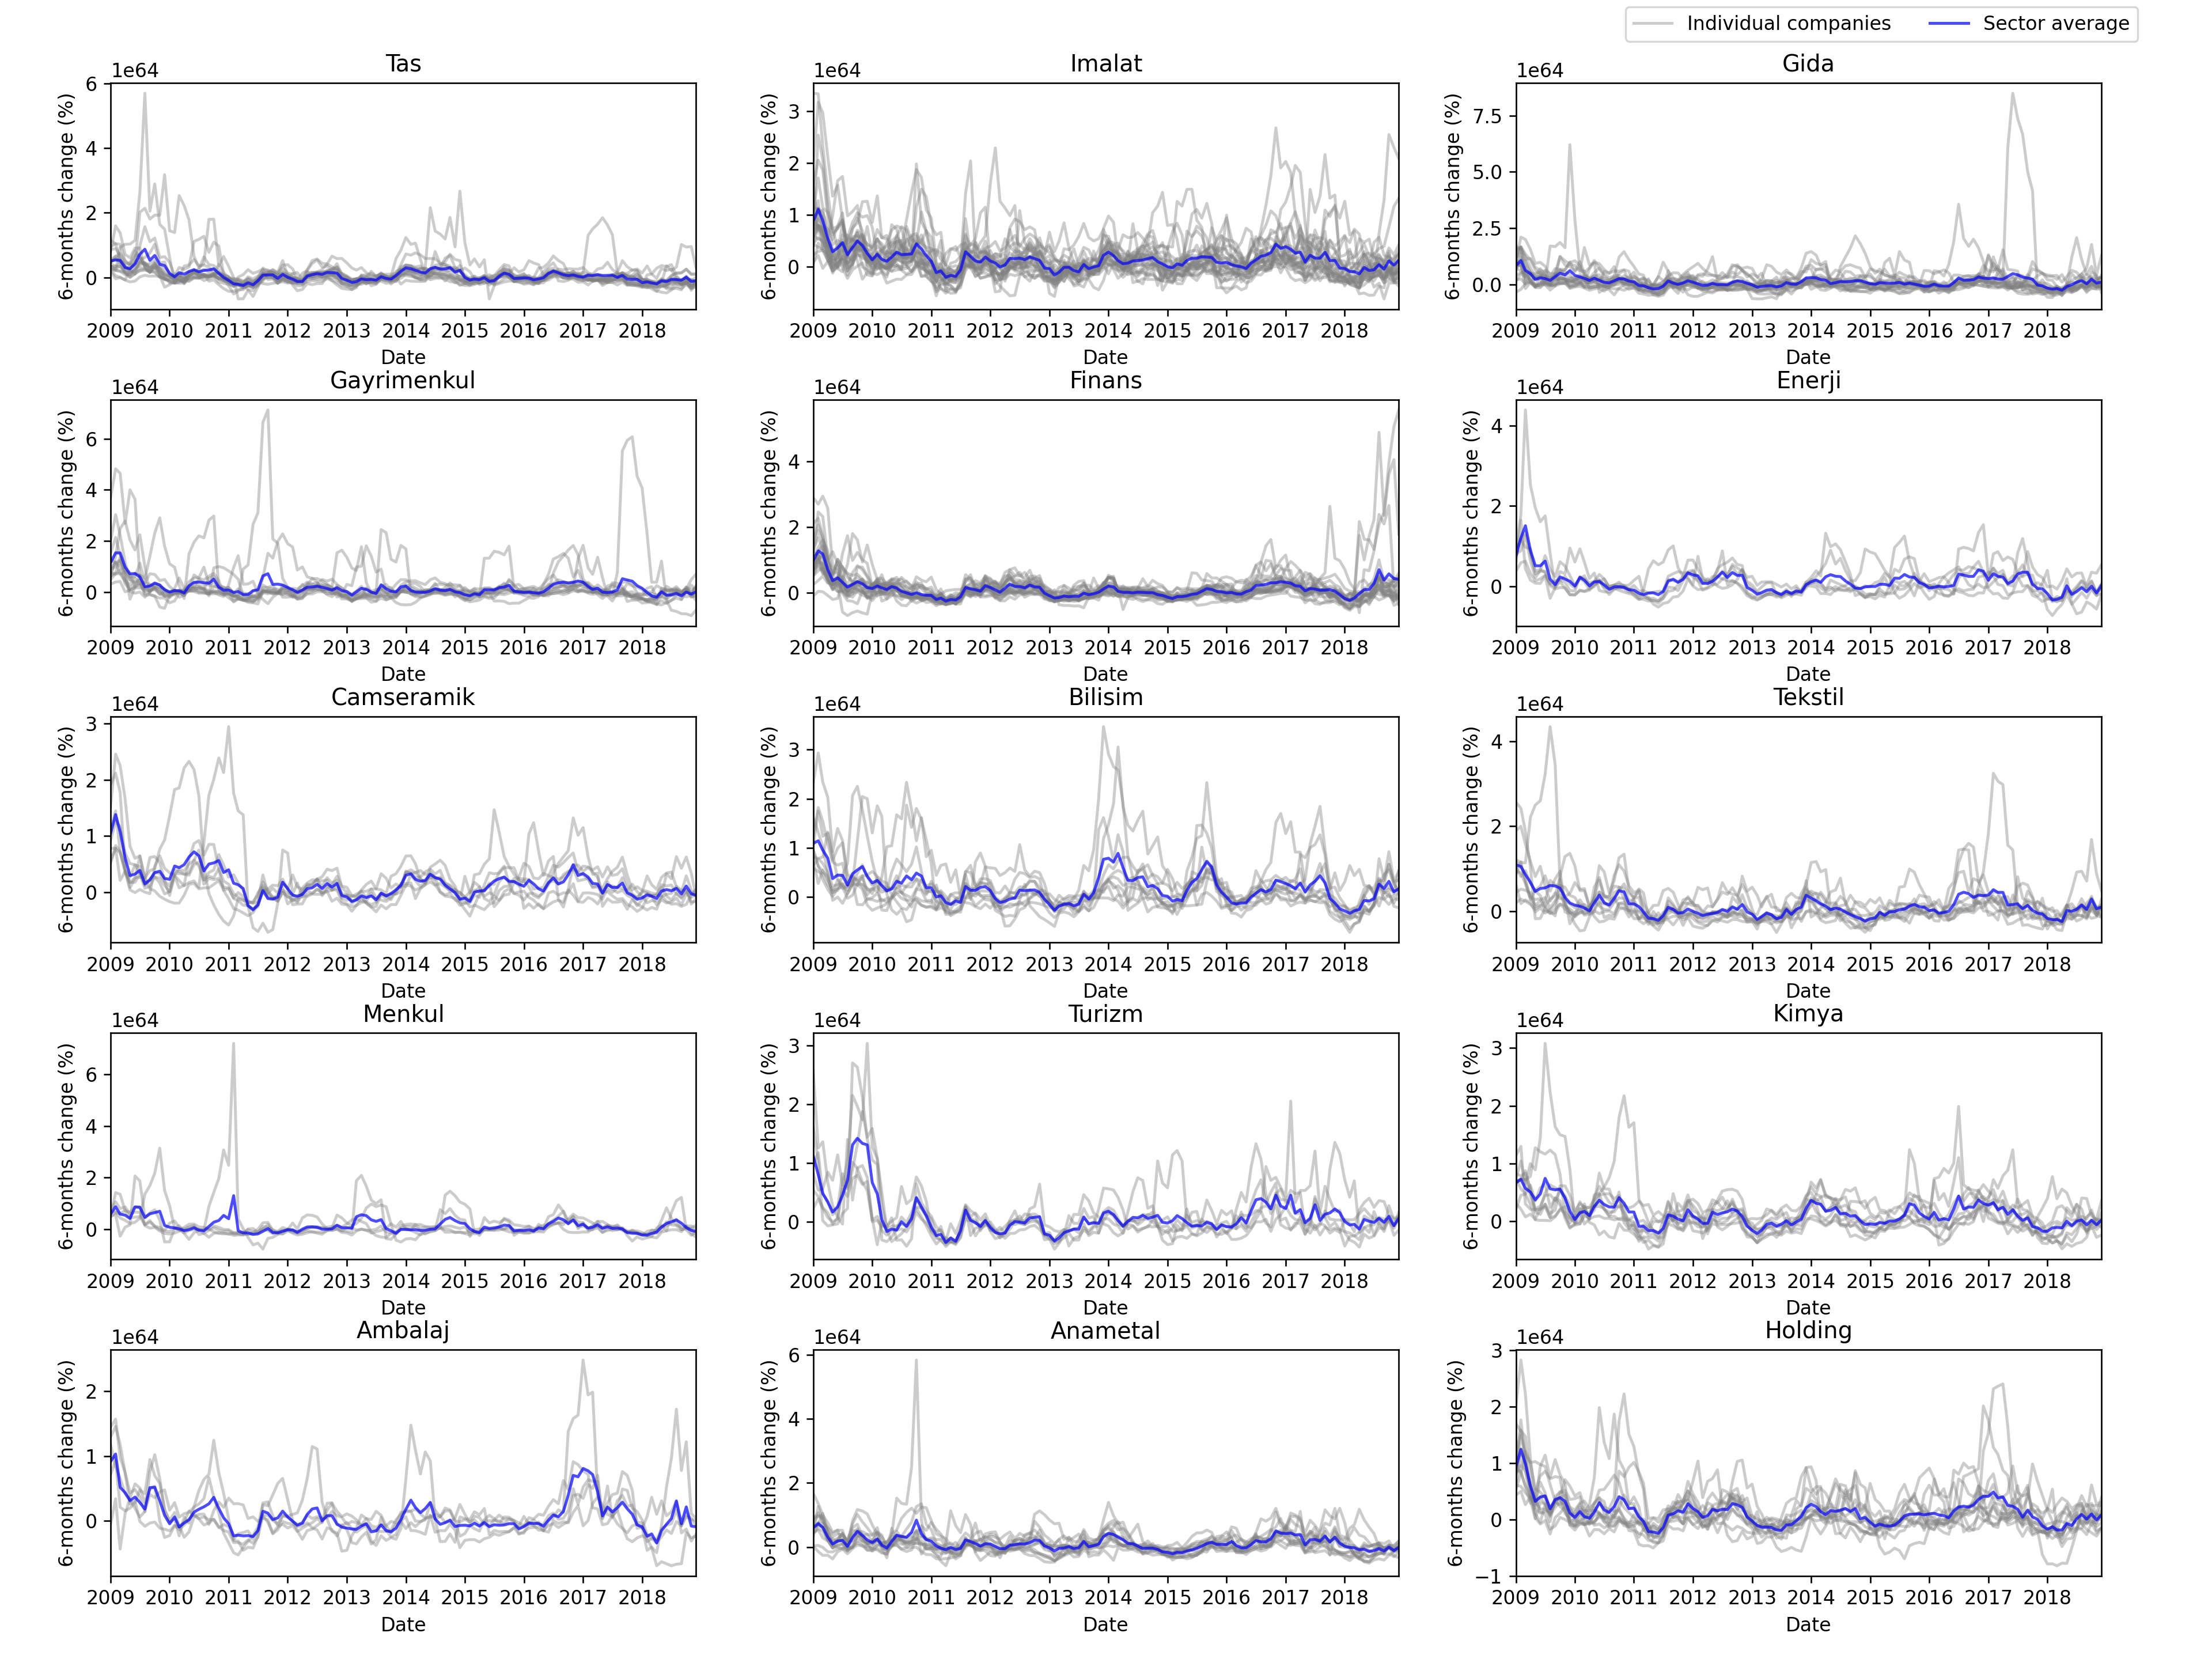 Individual companies Sector average
Tas
1e64
6-months change (%)
6
4
2
0
2009 2010 2011 2012 2013 2014 2015 2016 2017 2018
Date
Imalat
1e64
6-months change (%)
3
2
1
0
2009 2010 2011 2012 2013 2014 2015 2016 2017 2018
Date
Gida
1e64
6-months change (%)
7.5
5.0
2.5
0.0
2009 2010 2011 2012 2013 2014 2015 2016 2017 2018
Date
Gayrimenkul
1e64
6-months change (%)
6
4
2
0
2009 2010 2011 2012 2013 2014 2015 2016 2017 2018
Date
Finans
1e64
6-months change (%)
4
2
0
2009 2010 2011 2012 2013 2014 2015 2016 2017 2018
Date
Enerji
1e64
6-months change (%)
4
2
0
2009 2010 2011 2012 2013 2014 2015 2016 2017 2018
Date
Camseramik
1e64
6-months change (%)
3
2
1
0
2009 2010 2011 2012 2013 2014 2015 2016 2017 2018
Date
Bilisim
1e64
6-months change (%)
3
2
1
0
2009 2010 2011 2012 2013 2014 2015 2016 2017 2018
Date
Tekstil
1e64
6-months change (%)
4
2
0
2009 2010 2011 2012 2013 2014 2015 2016 2017 2018
Date
Menkul
1e64
6-months change (%)
6
4
2
0
2009 2010 2011 2012 2013 2014 2015 2016 2017 2018
Date
Turizm
1e64
6-months change (%)
3
2
1
0
2009 2010 2011 2012 2013 2014 2015 2016 2017 2018
Date
Kimya
1e64
6-months change (%)
3
2
1
0
2009 2010 2011 2012 2013 2014 2015 2016 2017 2018
Date
Ambalaj
1e64
6-months change (%)
2
1
0
2009 2010 2011 2012 2013 2014 2015 2016 2017 2018
Date
Anametal
1e64
6-months change (%)
6
4
2
0
2009 2010 2011 2012 2013 2014 2015 2016 2017 2018
Date
Holding
1e64
6-months change (%)
3
2
1
0
−1
2009 2010 2011 2012 2013 2014 2015 2016 2017 2018
Date